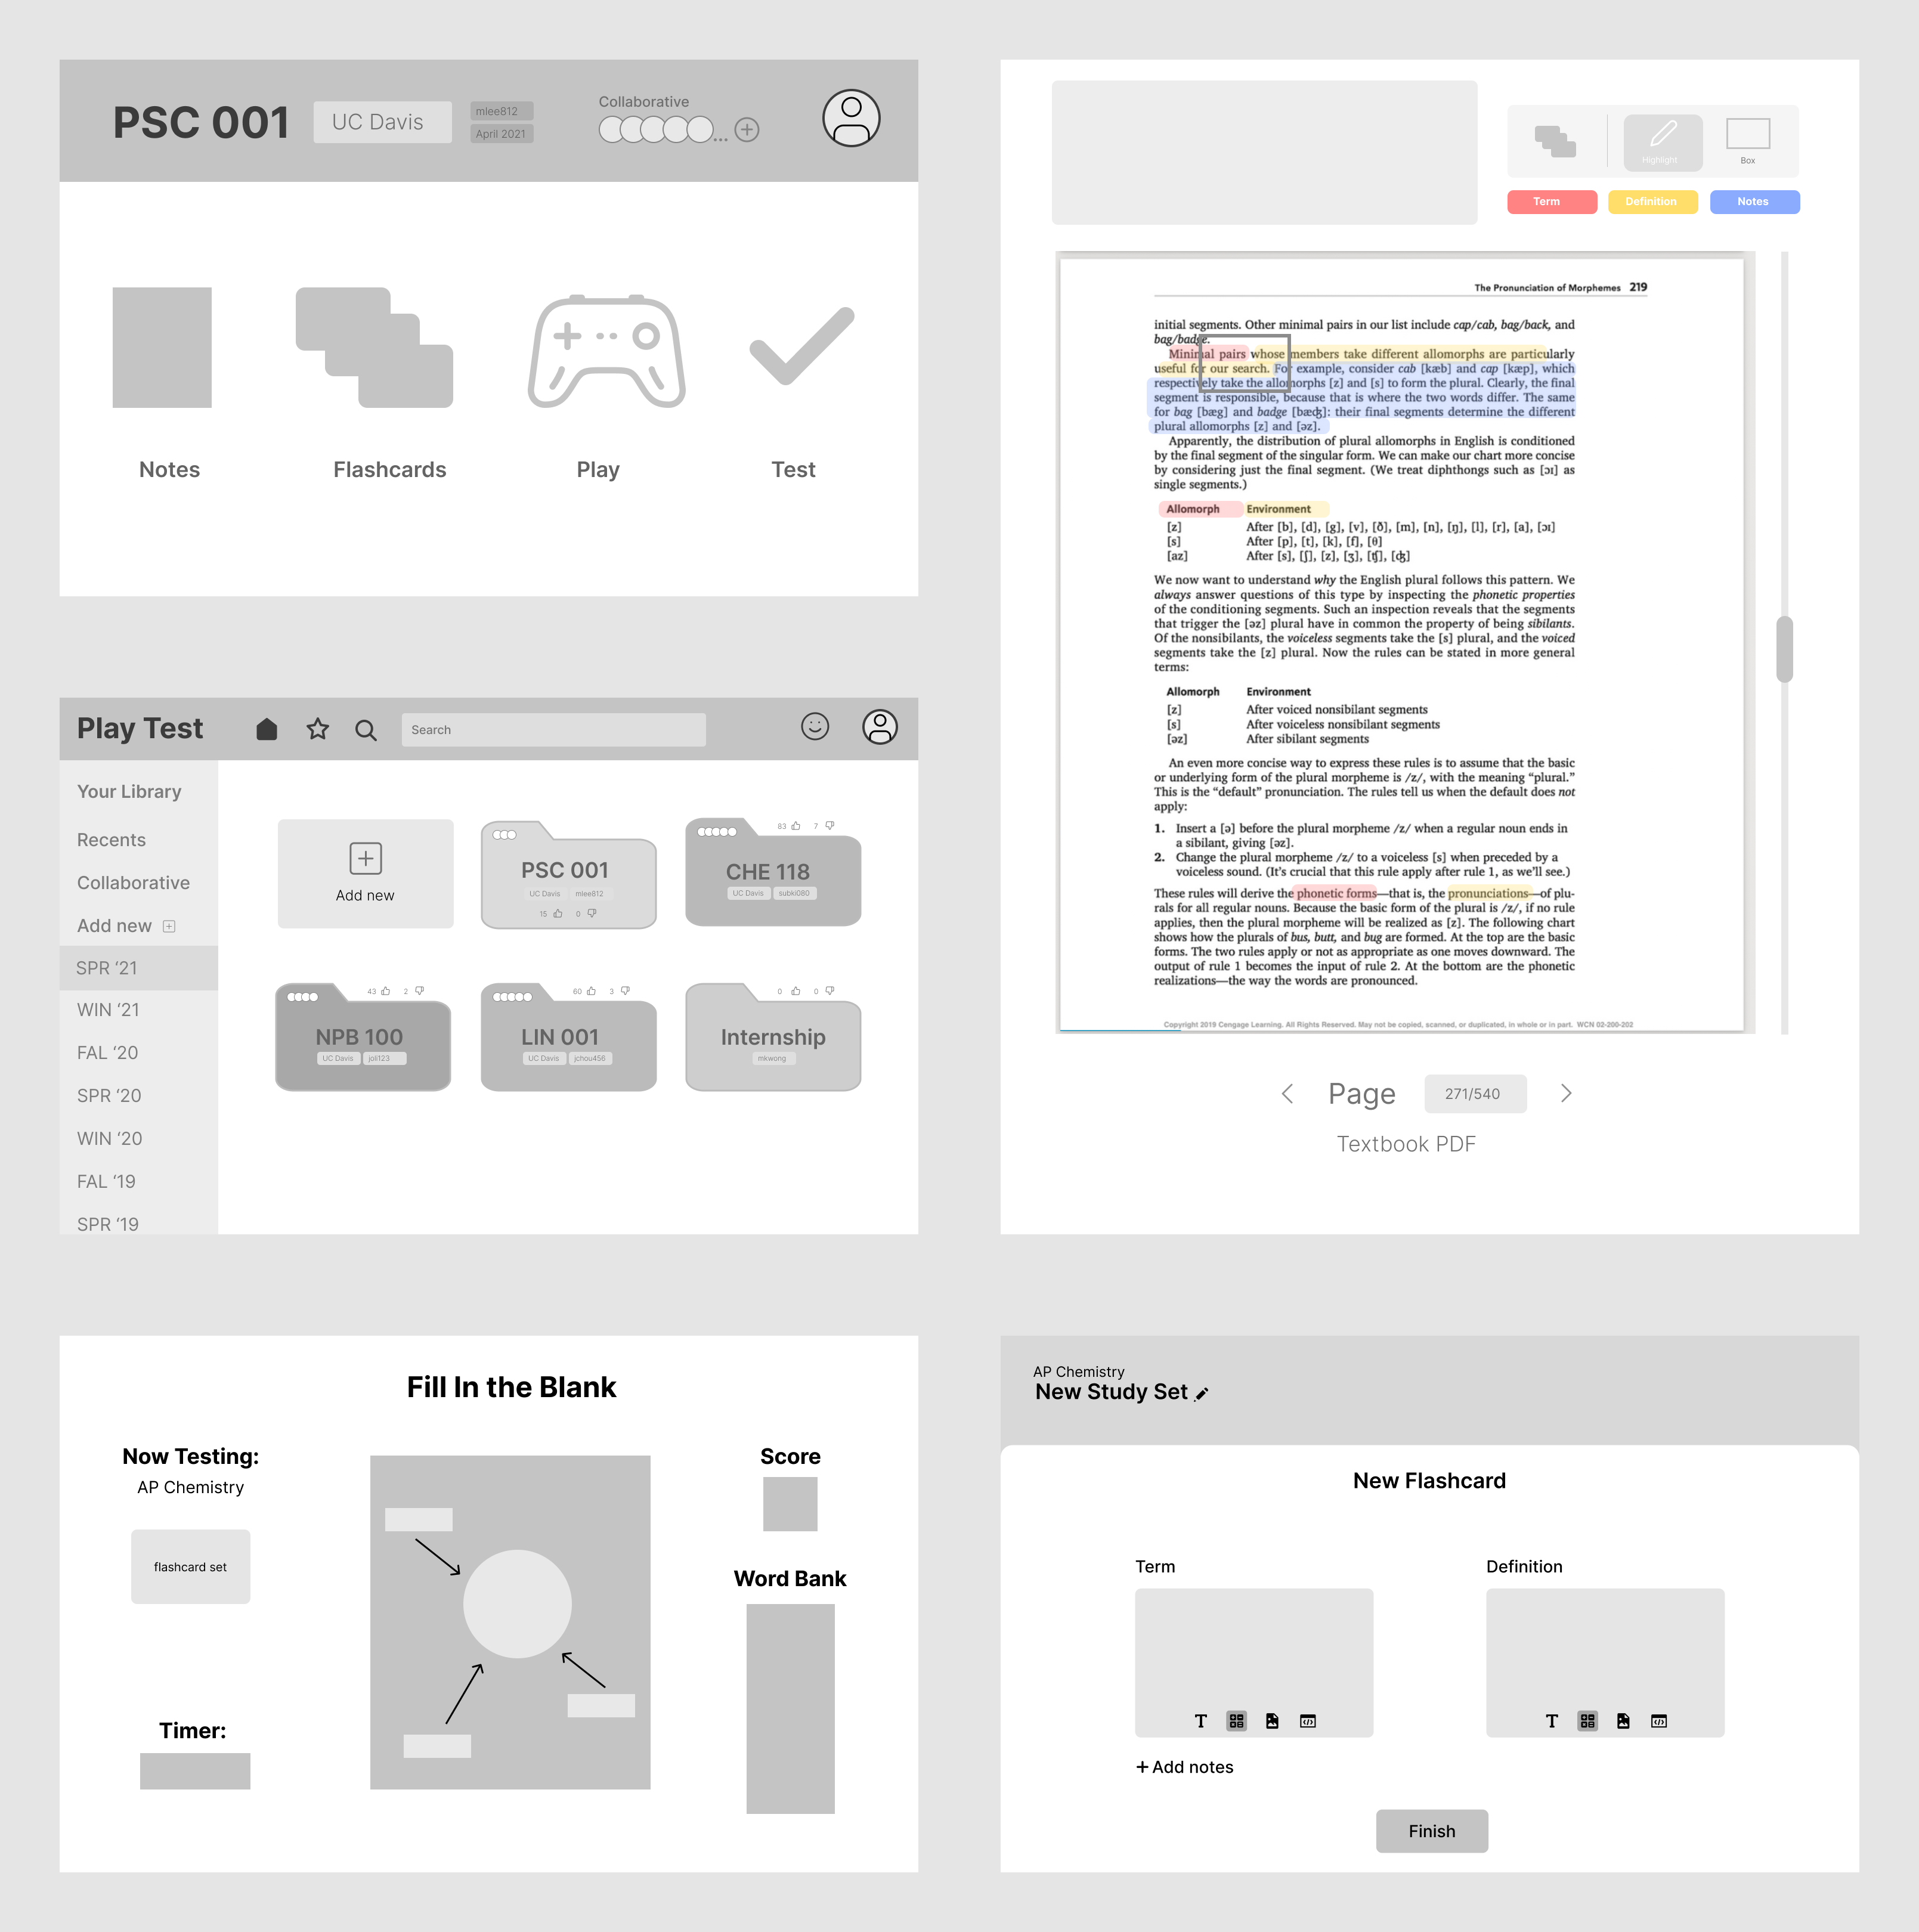 PSC 001
UC Davis
mlee812
April 2021
Collaborative
...
Notes
Flashcards
Play
Test
Play Test
Search
Your Library
Recents
Collaborative
Add new
SPR ‘21
WIN ‘21
FAL ‘20
SPR ‘20
WIN ‘20
FAL ‘19
SPR ‘19
Add new
PSC 001
UC Davis mlee812
15 0
83 7
CHE 118
UC Davis subki080
43 2
NPB 100
UC Davis joli123
60 3
LIN 001
UC Davis jchou456
0 0
Internship
mkwong
Highlight
Box
Term
Definition
Notes
The Pronunciation of Morphemes 219
initial segments. Other minimal pairs in our list include cap/cab, bag/back, and
bag/badge.
Minimal pairs whose members take different allomorphs are particularly
useful for our search. For example, consider cab [kæb] and cap [kæp], which
respectively take the allomorphs [z] and [s] to form the plural. Clearly, the final
segment is responsible, because that is where the two words differ. The same
for bag [bæg] and badge [bæʤ]: their final segments determine the different
plural allomorphs [z] and [əz].
Apparently, the distribution of plural allomorphs in English is conditioned
by the final segment of the singular form. We can make our chart more concise
by considering just the final segment. (We treat diphthongs such as [ɔɪ] as
single segments.)
Allomorph Environment
[z] After [b], [d], [g], [v], [ð], [m], [n], [ŋ], [l], [r], [a], [ɔɪ]
[s] After [p], [t], [k], [f], [θ]
[az] After [s], [ʃ], [z], [ʒ], [ʧ], [ʤ]
We now want to understand why the English plural follows this pattern. We
always answer questions of this type by inspecting the phonetic properties
of the conditioning segments. Such an inspection reveals that the segments
that trigger the [əz] plural have in common the property of being sibilants.
Of the nonsibilants, the voiceless segments take the [s] plural, and the voiced
segments take the [z] plural. Now the rules can be stated in more general
terms:
Allomorph Environment
[z] After voiced nonsibilant segments
[s] After voiceless nonsibilant segments
[əz] After sibilant segments
An even more concise way to express these rules is to assume that the basic
or underlying form of the plural morpheme is /z/, with the meaning “plural.”
This is the “default” pronunciation. The rules tell us when the default does not
apply:
1. Insert a [ə] before the plural morpheme /z/ when a regular noun ends in
a sibilant, giving [əz].
2. Change the plural morpheme /z/ to a voiceless [s] when preceded by a
voiceless sound. (It’s crucial that this rule apply after rule 1, as we’ll see.)
These rules will derive the phonetic forms—that is, the pronunciations—of plu-
rals for all regular nouns. Because the basic form of the plural is /z/, if no rule
applies, then the plural morpheme will be realized as [z]. The following chart
shows how the plurals of bus, butt, and bug are formed. At the top are the basic
forms. The two rules apply or not as appropriate as one moves downward. The
output of rule 1 becomes the input of rule 2. At the bottom are the phonetic
realizations—the way the words are pronounced.
Copyright 2019 Cengage Learning. All Rights Reserved. May not be copied, scanned, or duplicated, in whole or in part. WCN 02-200-202
Page 271/540
Textbook PDF
Fill In the Blank
Now Testing:
AP Chemistry
flashcard set
Timer:
Score
Word Bank
AP Chemistry
New Study Set
New Flashcard
Term
Definition
T
T
+ Add notes
Finish